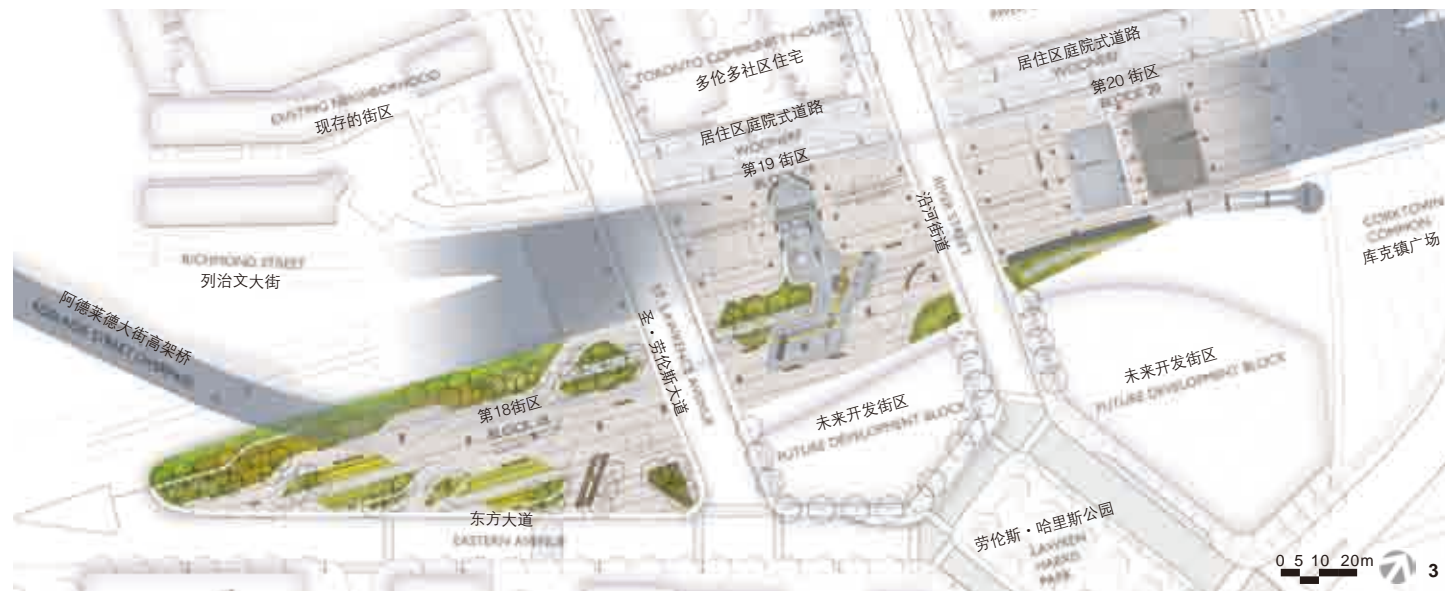 TORONTO COMMUNITY HOUSING
多伦多社区住宅
居住区庭院式道路
WOONERF
第20 街区
BLOCK 20
EXISTING NEIGHBORHOOD
现存的街区
居住区庭院式道路
WOONERF
第19 街区
沿河街道
STREET
CORKTOWN
COMMON
库克镇广场
RICHMOND STREET
列治文大街
阿德莱德大街高架桥
圣·劳伦斯大道
ST LAWRENCE AVENUE
第18街区
BLOCK 18
未来开发街区
FUTURE DEVELOPMENT BLOCK
未来开发街区
FUTURE DEVELOPMENT BLOCK
东方大道
EASTERN AVENUE
劳伦斯·哈里斯公园
LAWREN
HARRIS
PARK
0 5 10 20m
3